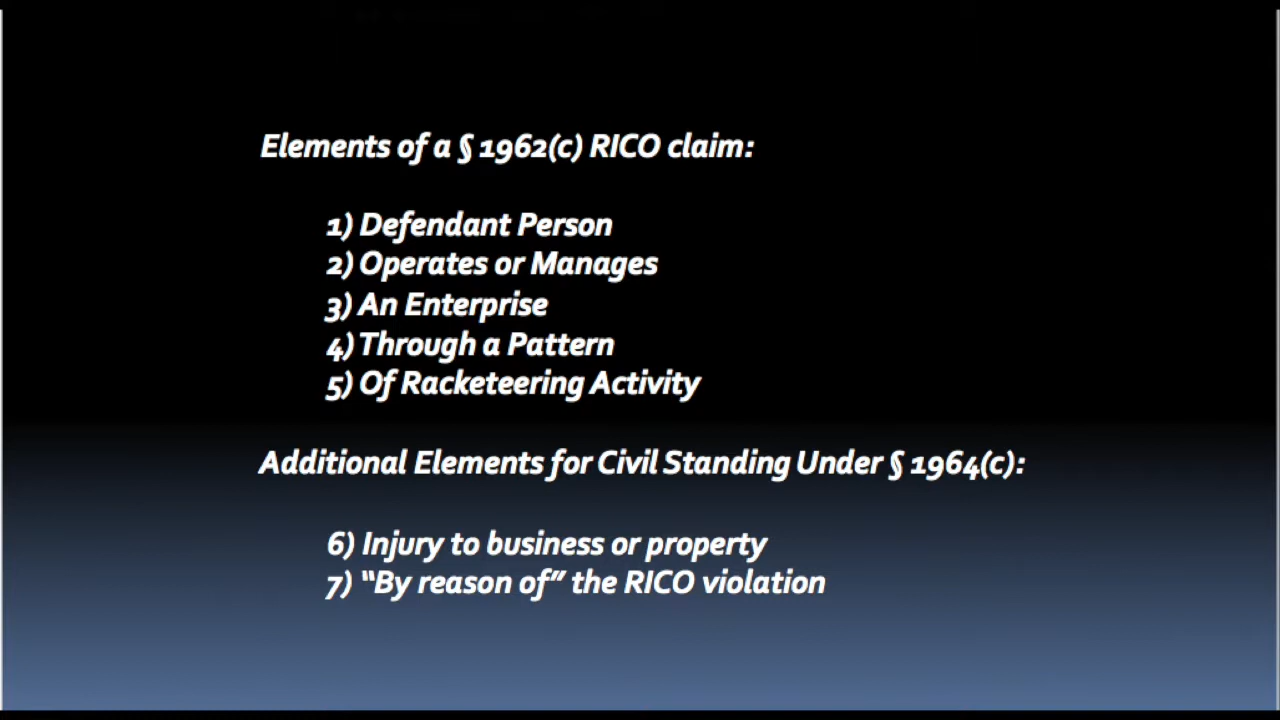 Elements of a § 1962(c) RICO claim:
1) Defendant Person
2) Operates or Manages
3) An Enterprise
4) Through a Pattern
5) Of Racketeering Activity
Additional Elements for Civil Standing Under § 1964(c):
6) Injury to business or property
7) “By reason of” the RICO violation